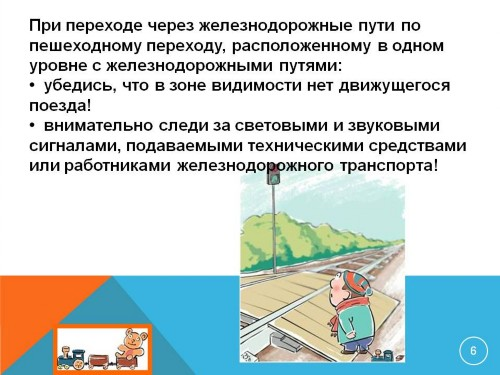 При переходе через железнодорожные пути по
пешеходному переходу, расположенному в одном
уровне с железнодорожными путями:
• убедись, что в зоне видимости нет движущегося
поезда!
• внимательно следи за световыми и звуковыми
сигналами, подаваемыми техническими средствами
или работниками железнодорожного транспорта!
6